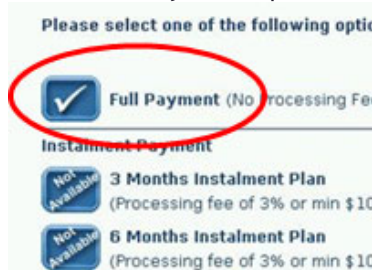 Please select one of the following optio
Full Payment (No Processing Fe
Instalment Payment
Not Available
3 Months Instalment Plan
(Processing fee of 3% or min $10
Not Available
6 Months Instalment Plan
(Processing fee of 3% or min $10